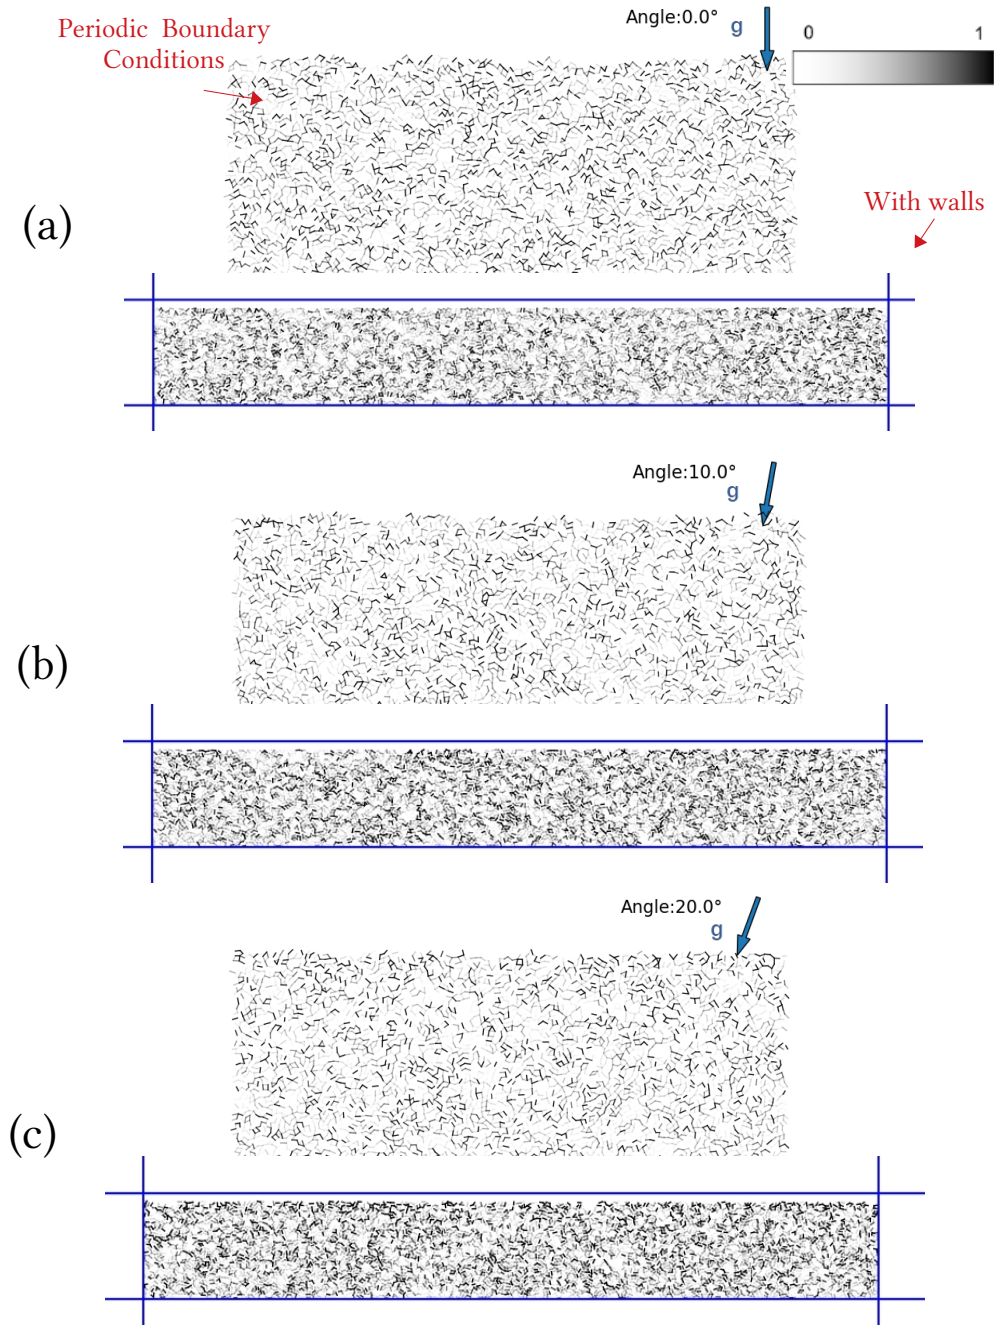 Angle:0.0°
g
0 1
Periodic Boundary
Conditions
With walls
(a)
Angle:10.0°
g
(b)
Angle:20.0°
g
(c)